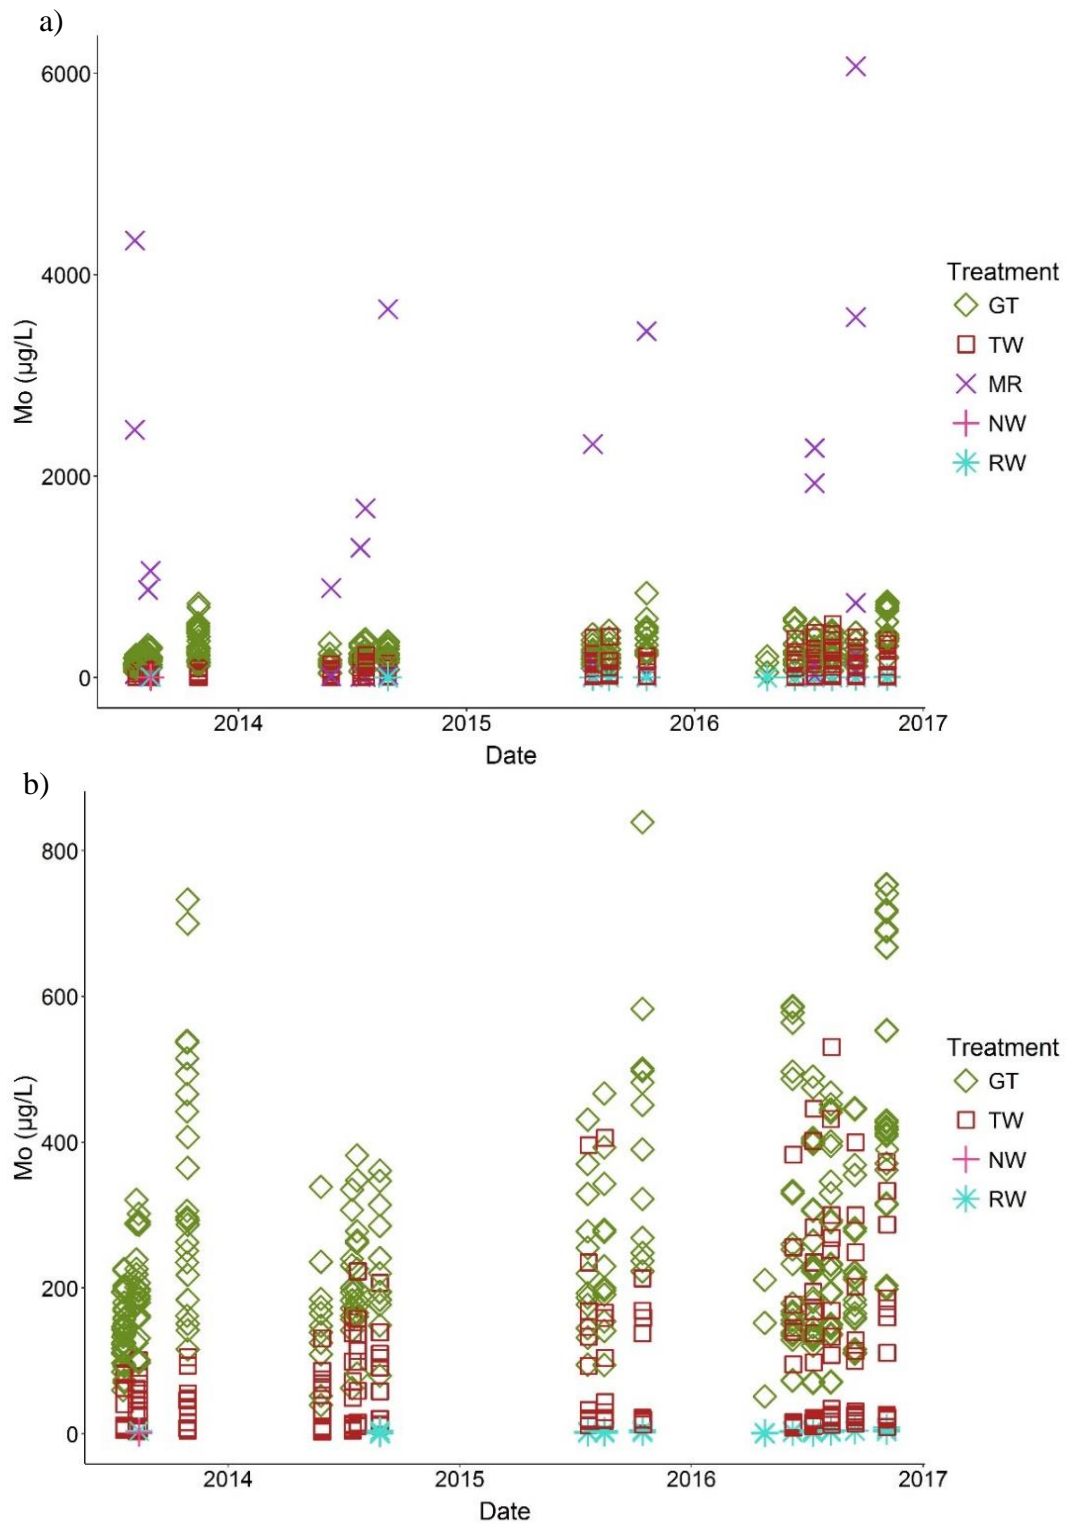 a)
6000
4000
2000
0
Mo (µg/L)
2014 2015 2016 2017
Date
Treatment
GT
TW
MR
NW
RW
b)
800
600
400
200
0
Mo (µg/L)
2014 2015 2016 2017
Date
Treatment
GT
TW
NW
RW